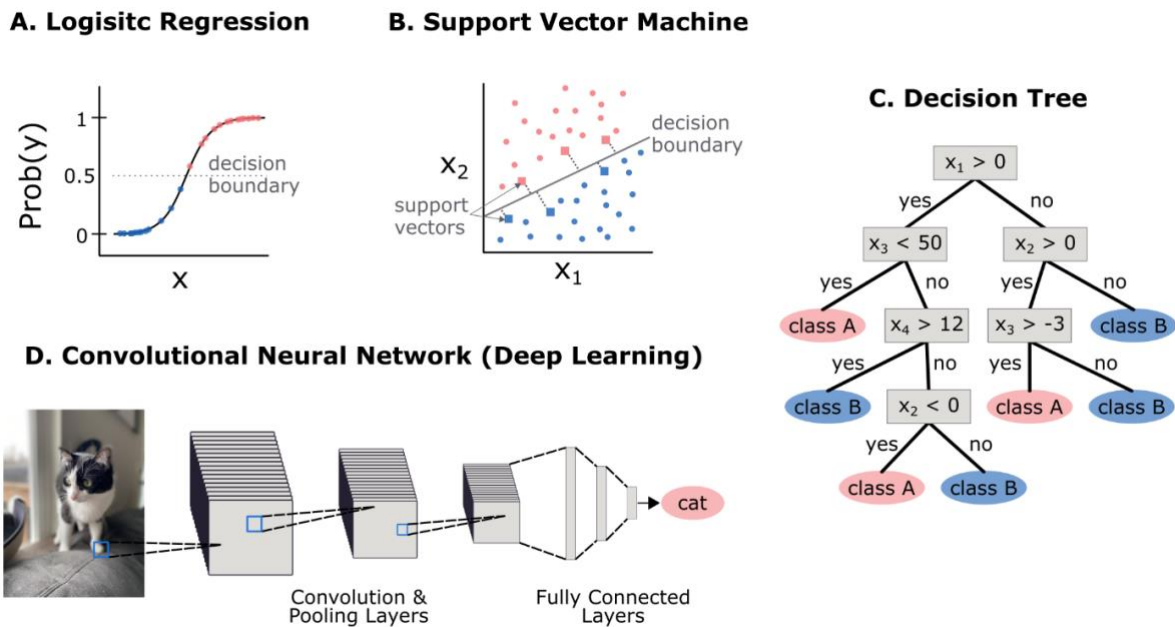 A. Logisitc Regression
Prob(y)
1
0.5
0
decision
boundary
X
B. Support Vector Machine
X₂
decision
boundary
support
vectors
X₁
C. Decision Tree
x₁ > 0
yes
no
x₃ < 50
x₂ > 0
yes
no
yes
no
class A
x₄ > 12
x₃ > -3
class B
yes
no
yes
no
class B
x₂ < 0
class A
class B
yes
no
class A
class B
D. Convolutional Neural Network (Deep Learning)
cat
Convolution &
Pooling Layers
Fully Connected
Layers